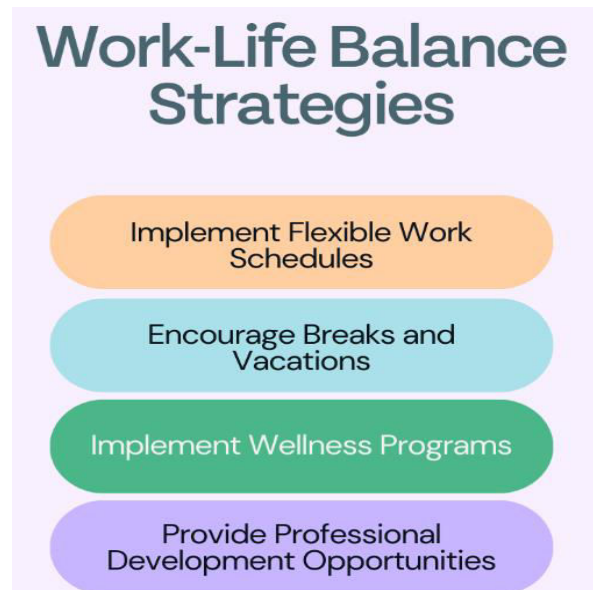 Work-Life Balance
Strategies
Implement Flexible Work
Schedules
Encourage Breaks and
Vacations
Implement Wellness Programs
Provide Professional
Development Opportunities